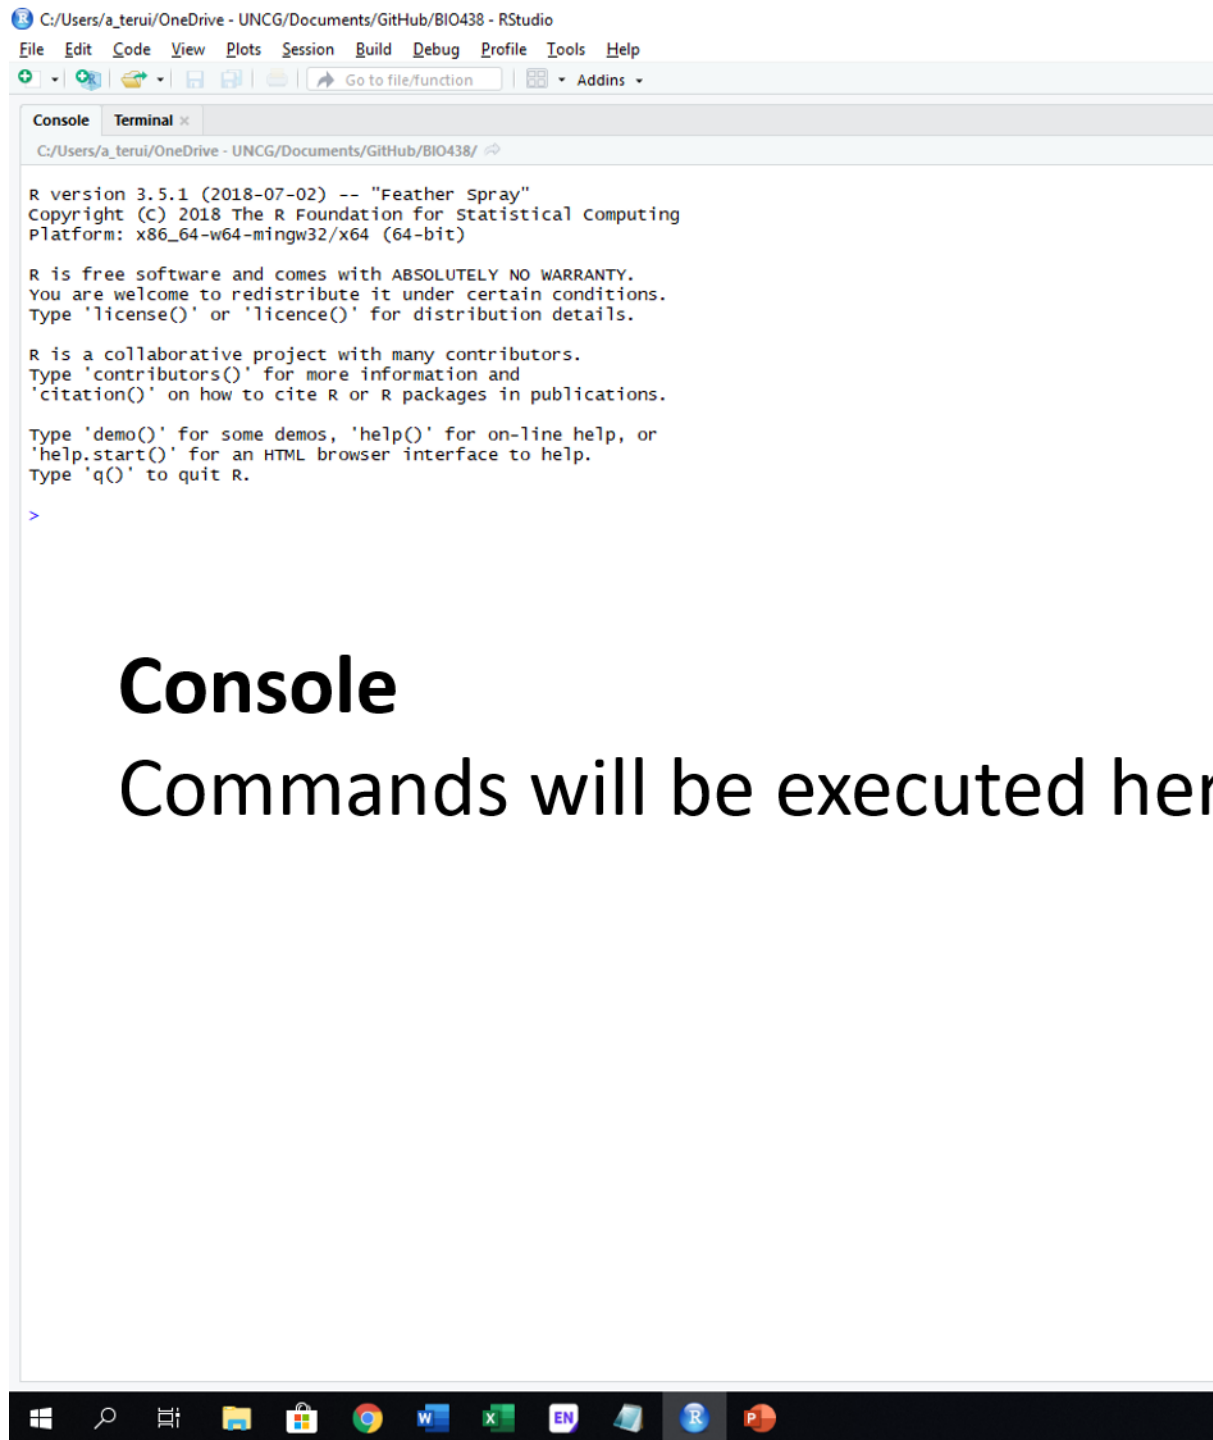 C:/Users/a_terui/OneDrive - UNCG/Documents/GitHub/BIO438 - RStudio
File Edit Code View Plots Session Build Debug Profile Tools Help
Go to file/function Addins
Console Terminal
C:/Users/a_terui/OneDrive - UNCG/Documents/GitHub/BIO438/
R version 3.5.1 (2018-07-02) -- "Feather Spray"
Copyright (C) 2018 The R Foundation for Statistical Computing
Platform: x86_64-w64-mingw32/x64 (64-bit)
R is free software and comes with ABSOLUTELY NO WARRANTY.
You are welcome to redistribute it under certain conditions.
Type 'license()' or 'licence()' for distribution details.
R is a collaborative project with many contributors.
Type 'contributors()' for more information and
'citation()' on how to cite R or R packages in publications.
Type 'demo()' for some demos, 'help()' for on-line help, or
'help.start()' for an HTML browser interface to help.
Type 'q()' to quit R.
>
Console
Commands will be executed her
EN